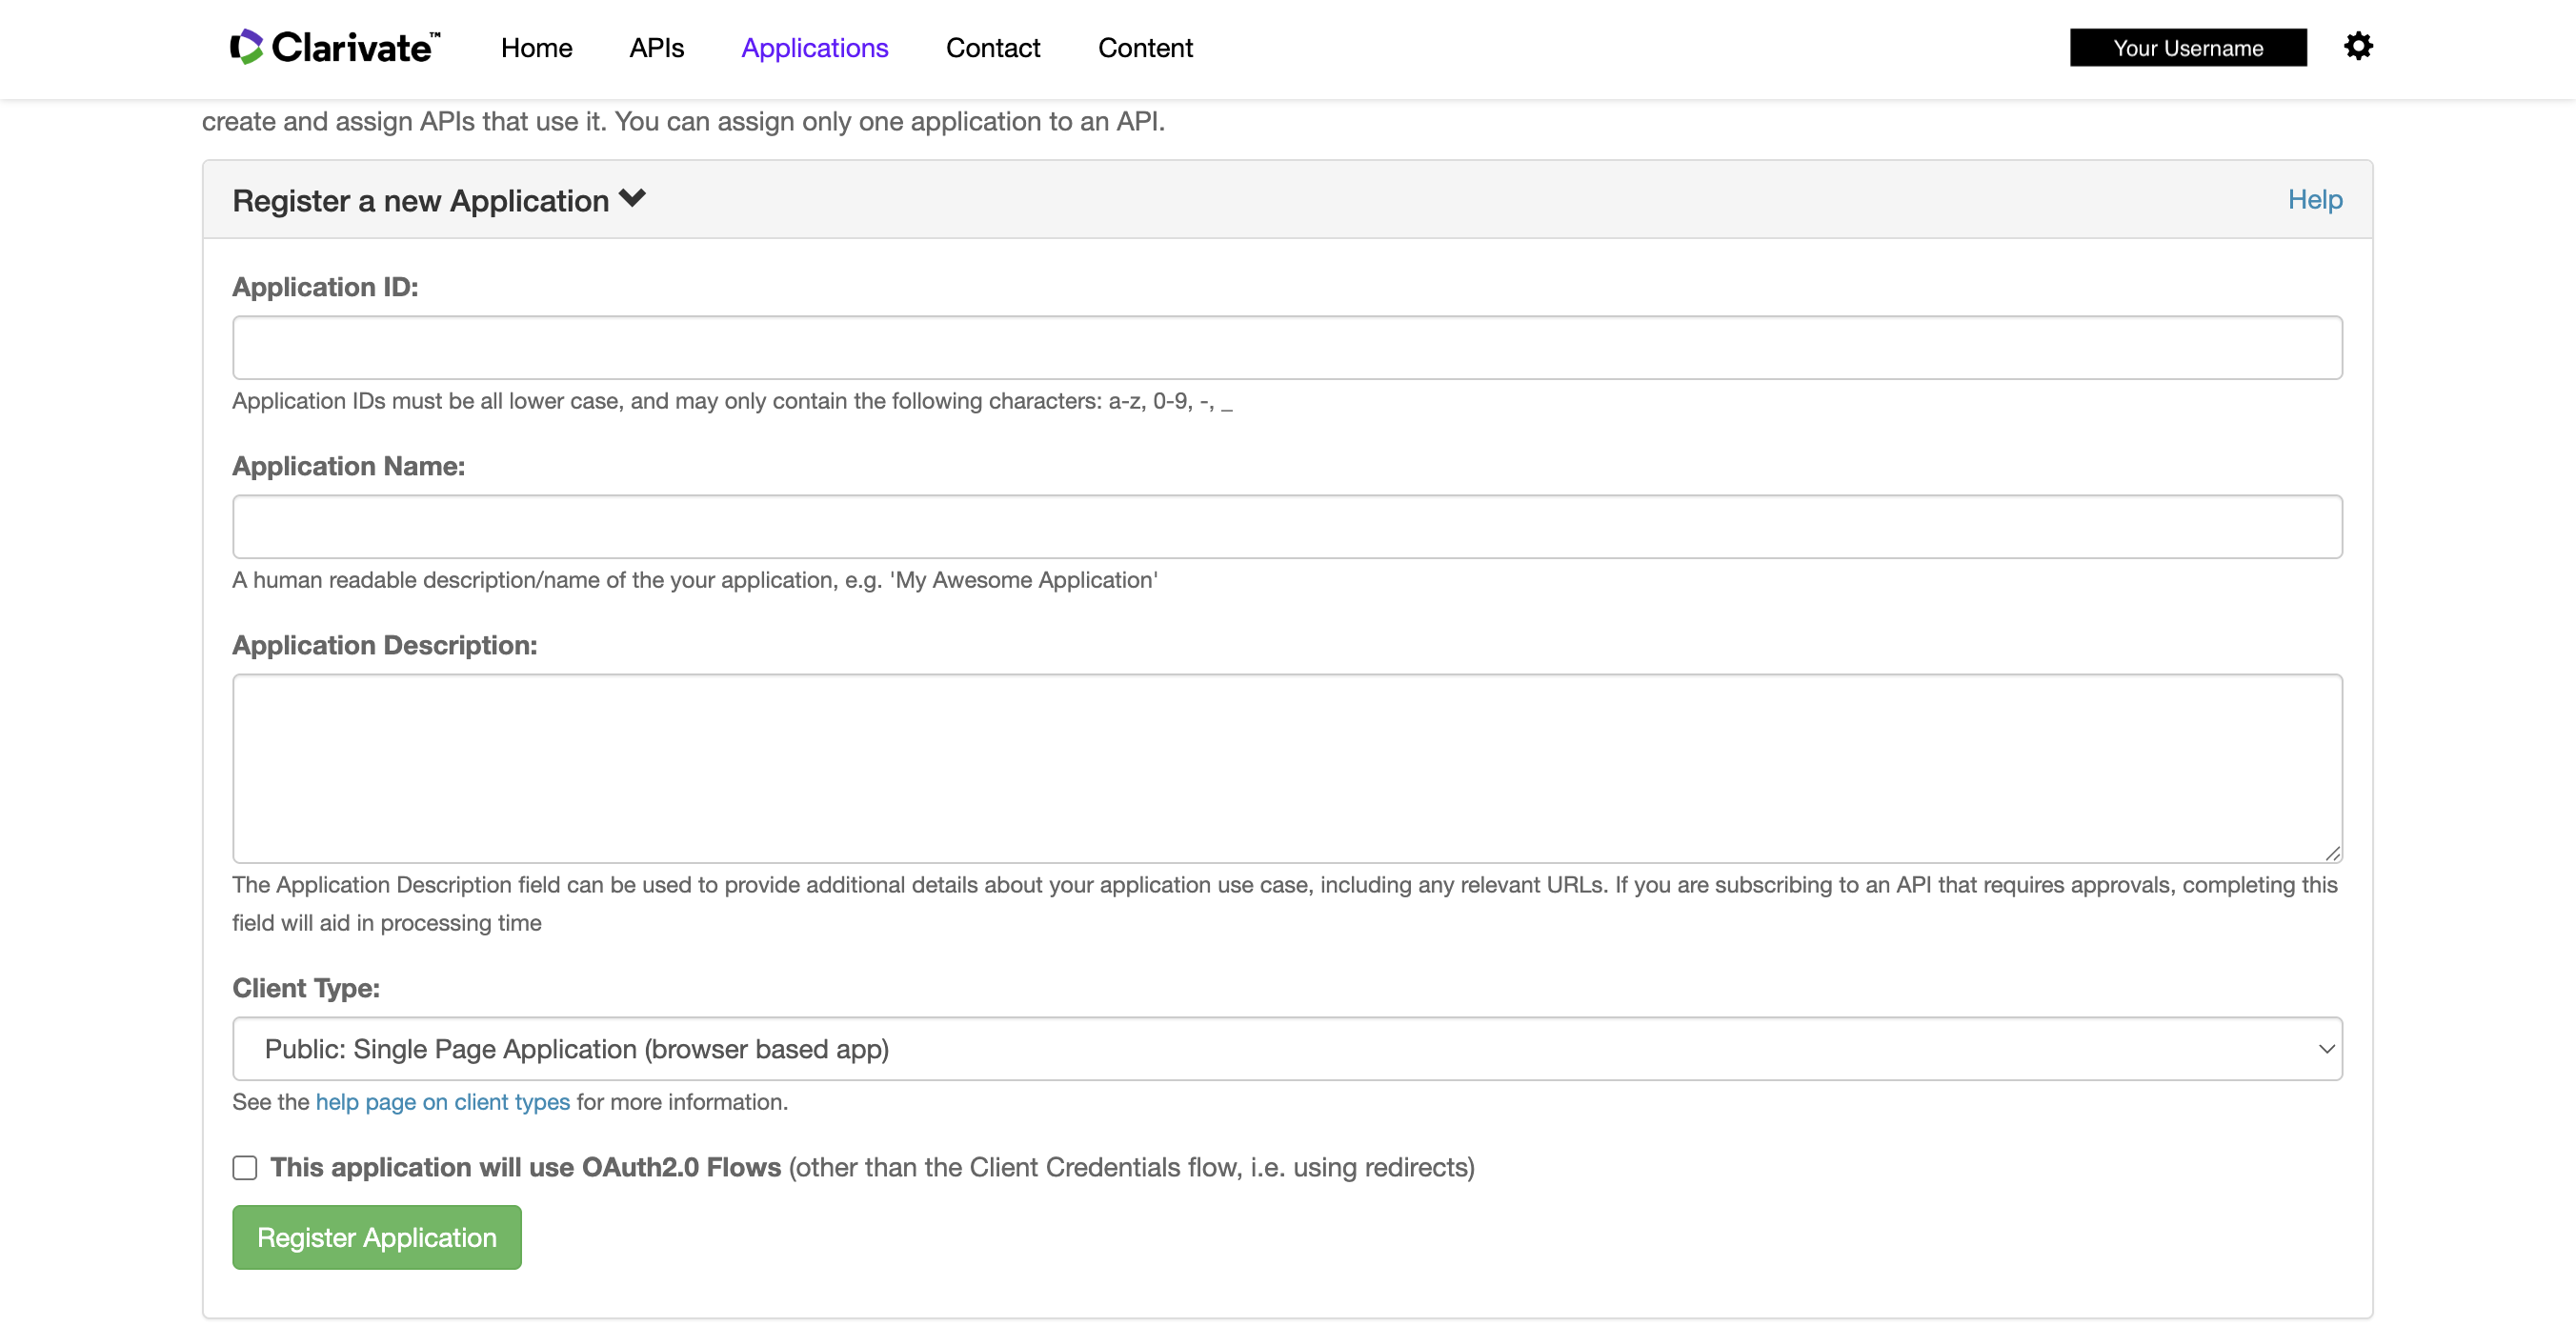 Clarivate™ Home APIs Applications Contact Content Your Username
create and assign APIs that use it. You can assign only one application to an API.
Register a new Application Help
Application ID:
Application IDs must be all lower case, and may only contain the following characters: a-z, 0-9, -, _
Application Name:
A human readable description/name of the your application, e.g. 'My Awesome Application'
Application Description:
The Application Description field can be used to provide additional details about your application use case, including any relevant URLs. If you are subscribing to an API that requires approvals, completing this
field will aid in processing time
Client Type:
Public: Single Page Application (browser based app)
See the help page on client types for more information.
This application will use OAuth2.0 Flows (other than the Client Credentials flow, i.e. using redirects)
Register Application